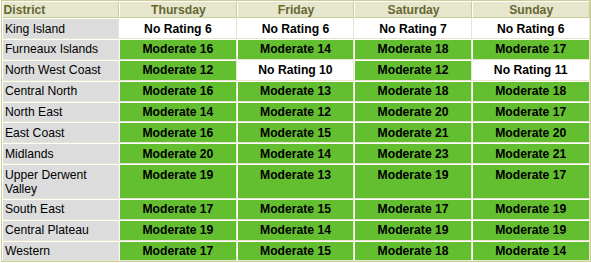 District Thursday Friday Saturday Sunday
King Island No Rating 6 No Rating 6 No Rating 7 No Rating 6
Furneaux Islands Moderate 16 Moderate 14 Moderate 18 Moderate 17
North West Coast Moderate 12 No Rating 10 Moderate 12 No Rating 11
Central North Moderate 16 Moderate 13 Moderate 18 Moderate 18
North East Moderate 14 Moderate 12 Moderate 20 Moderate 17
East Coast Moderate 16 Moderate 15 Moderate 21 Moderate 20
Midlands Moderate 20 Moderate 14 Moderate 23 Moderate 21
Upper Derwent Moderate 19 Moderate 13 Moderate 19 Moderate 17
Valley
South East Moderate 17 Moderate 15 Moderate 17 Moderate 19
Central Plateau Moderate 19 Moderate 14 Moderate 19 Moderate 19
Western Moderate 17 Moderate 15 Moderate 18 Moderate 14